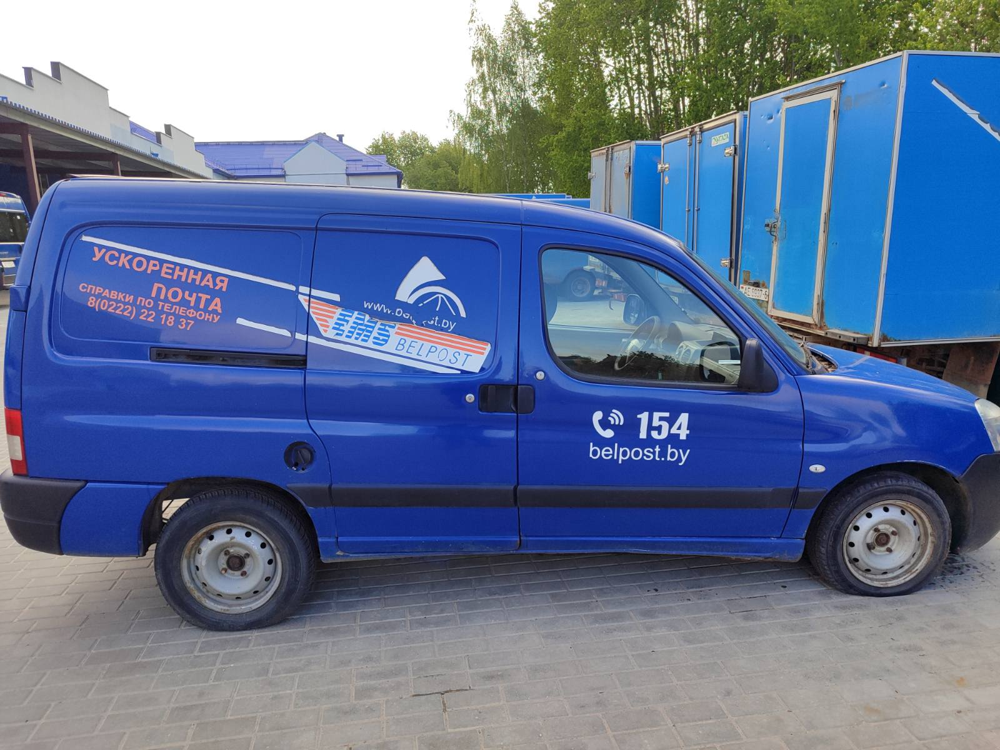 УСКОРЕННАЯ
ПОЧТА
СПРАВКИ ПО ТЕЛЕФОНУ
8(0222) 22 18 37
EMS BELPOST
154
belpost.by